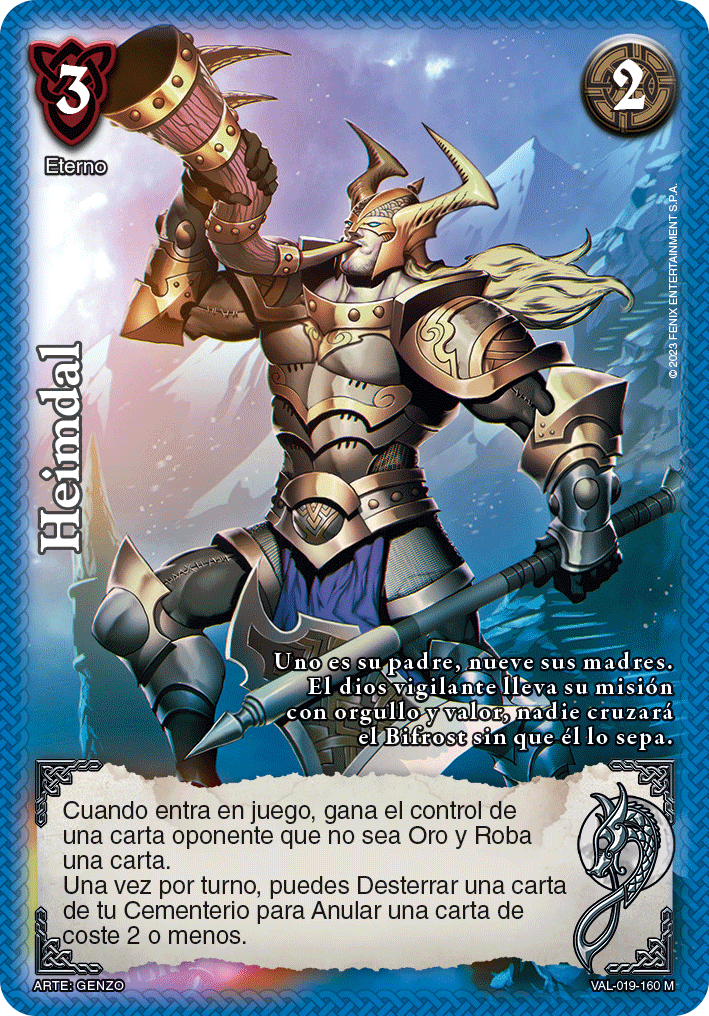 3
2
Eterno
© 2023 FENIX ENTERTAINMENT S.P.A.
Heimdal
Uno es su padre, nueve sus madres.
El dios vigilante lleva su misión
con orgullo y valor, nadie cruzará
el Bifrost sin que él lo sepa.
Cuando entra en juego, gana el control de
una carta oponente que no sea Oro y Roba
una carta.
Una vez por turno, puedes Desterrar una carta
de tu Cementerio para Anular una carta de
coste 2 o menos.
ARTE: GENZO
VAL-019-160 M